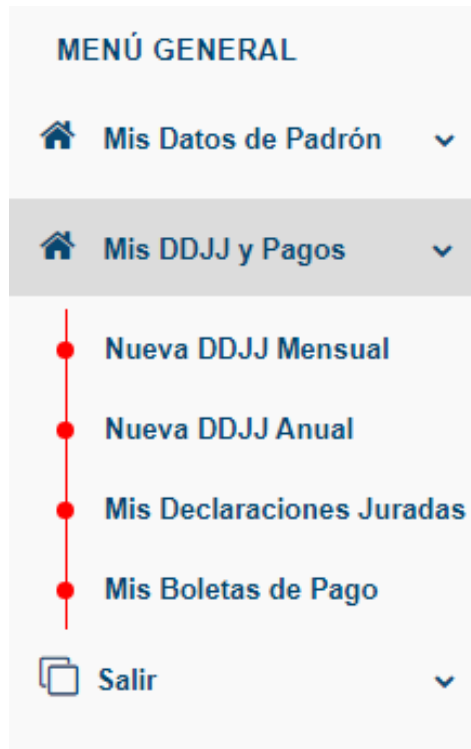 MENÚ GENERAL
Mis Datos de Padrón
Mis DDJJ y Pagos
Nueva DDJJ Mensual
Nueva DDJJ Anual
Mis Declaraciones Juradas
Mis Boletas de Pago
Salir